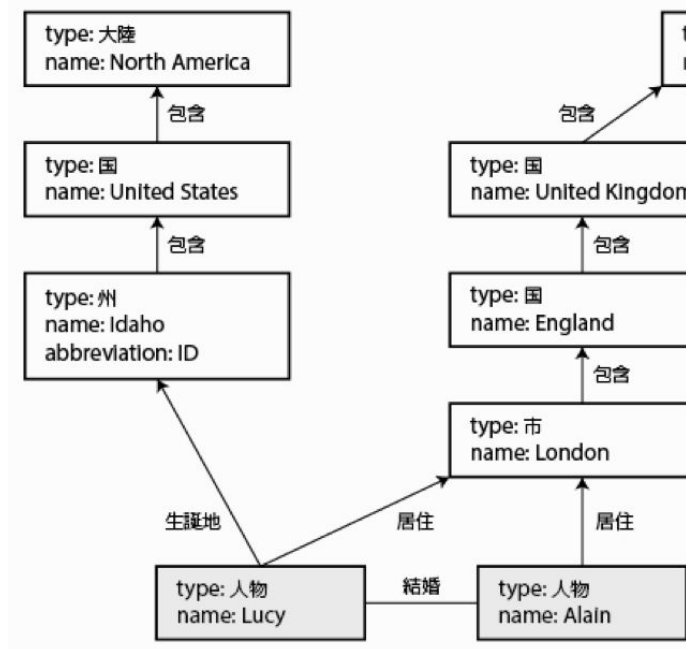 type: 大陸
name: North America
包含
包含
type: 国
name: United States
type: 国
name: United Kingdom
包含
包含
type: 州
name: Idaho
abbreviation: ID
type: 国
name: England
包含
type: 市
name: London
生誕地
居住
居住
type: 人物
name: Lucy
結婚
type: 人物
name: Alain